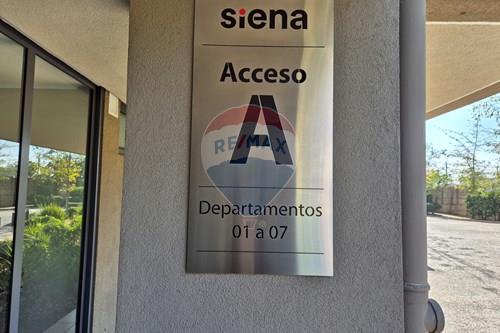 siena
Acceso
A
RE/MAX
Departamentos
01 a 07